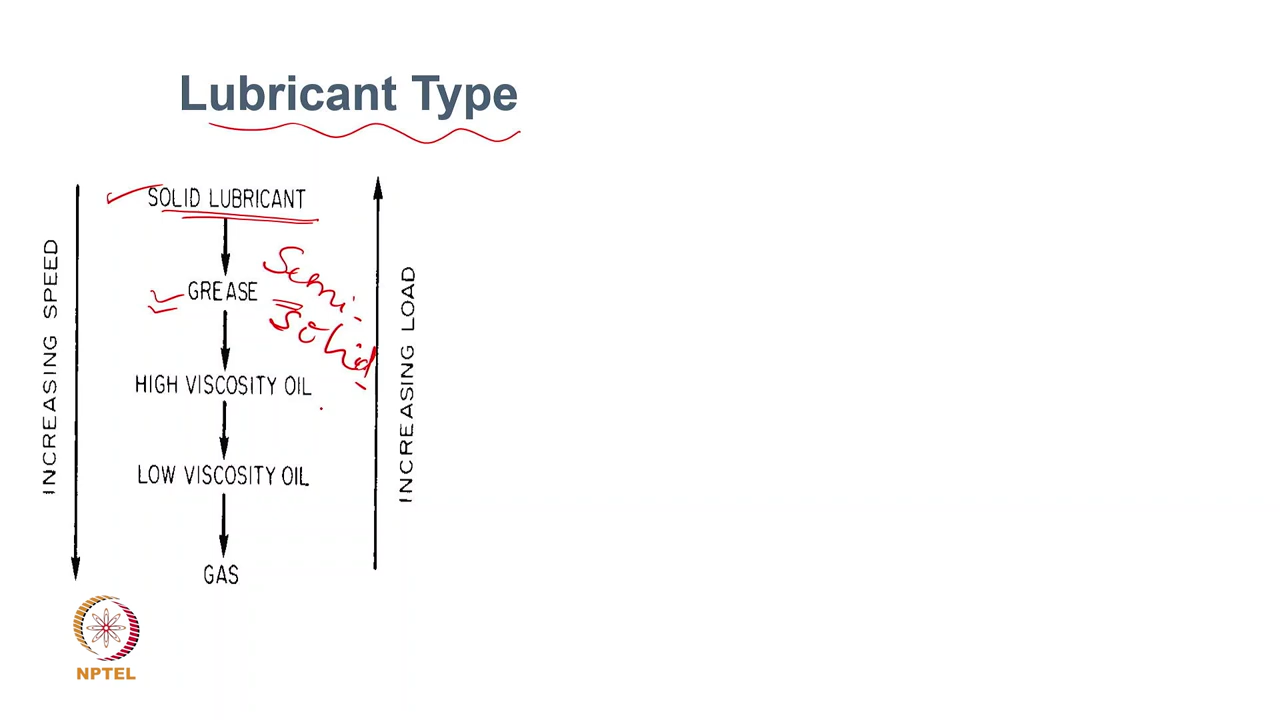 Lubricant Type
SOLID LUBRICANT
GREASE
Semi-
solid
HIGH VISCOSITY OIL
LOW VISCOSITY OIL
GAS
INCREASING SPEED
INCREASING LOAD
NPTEL